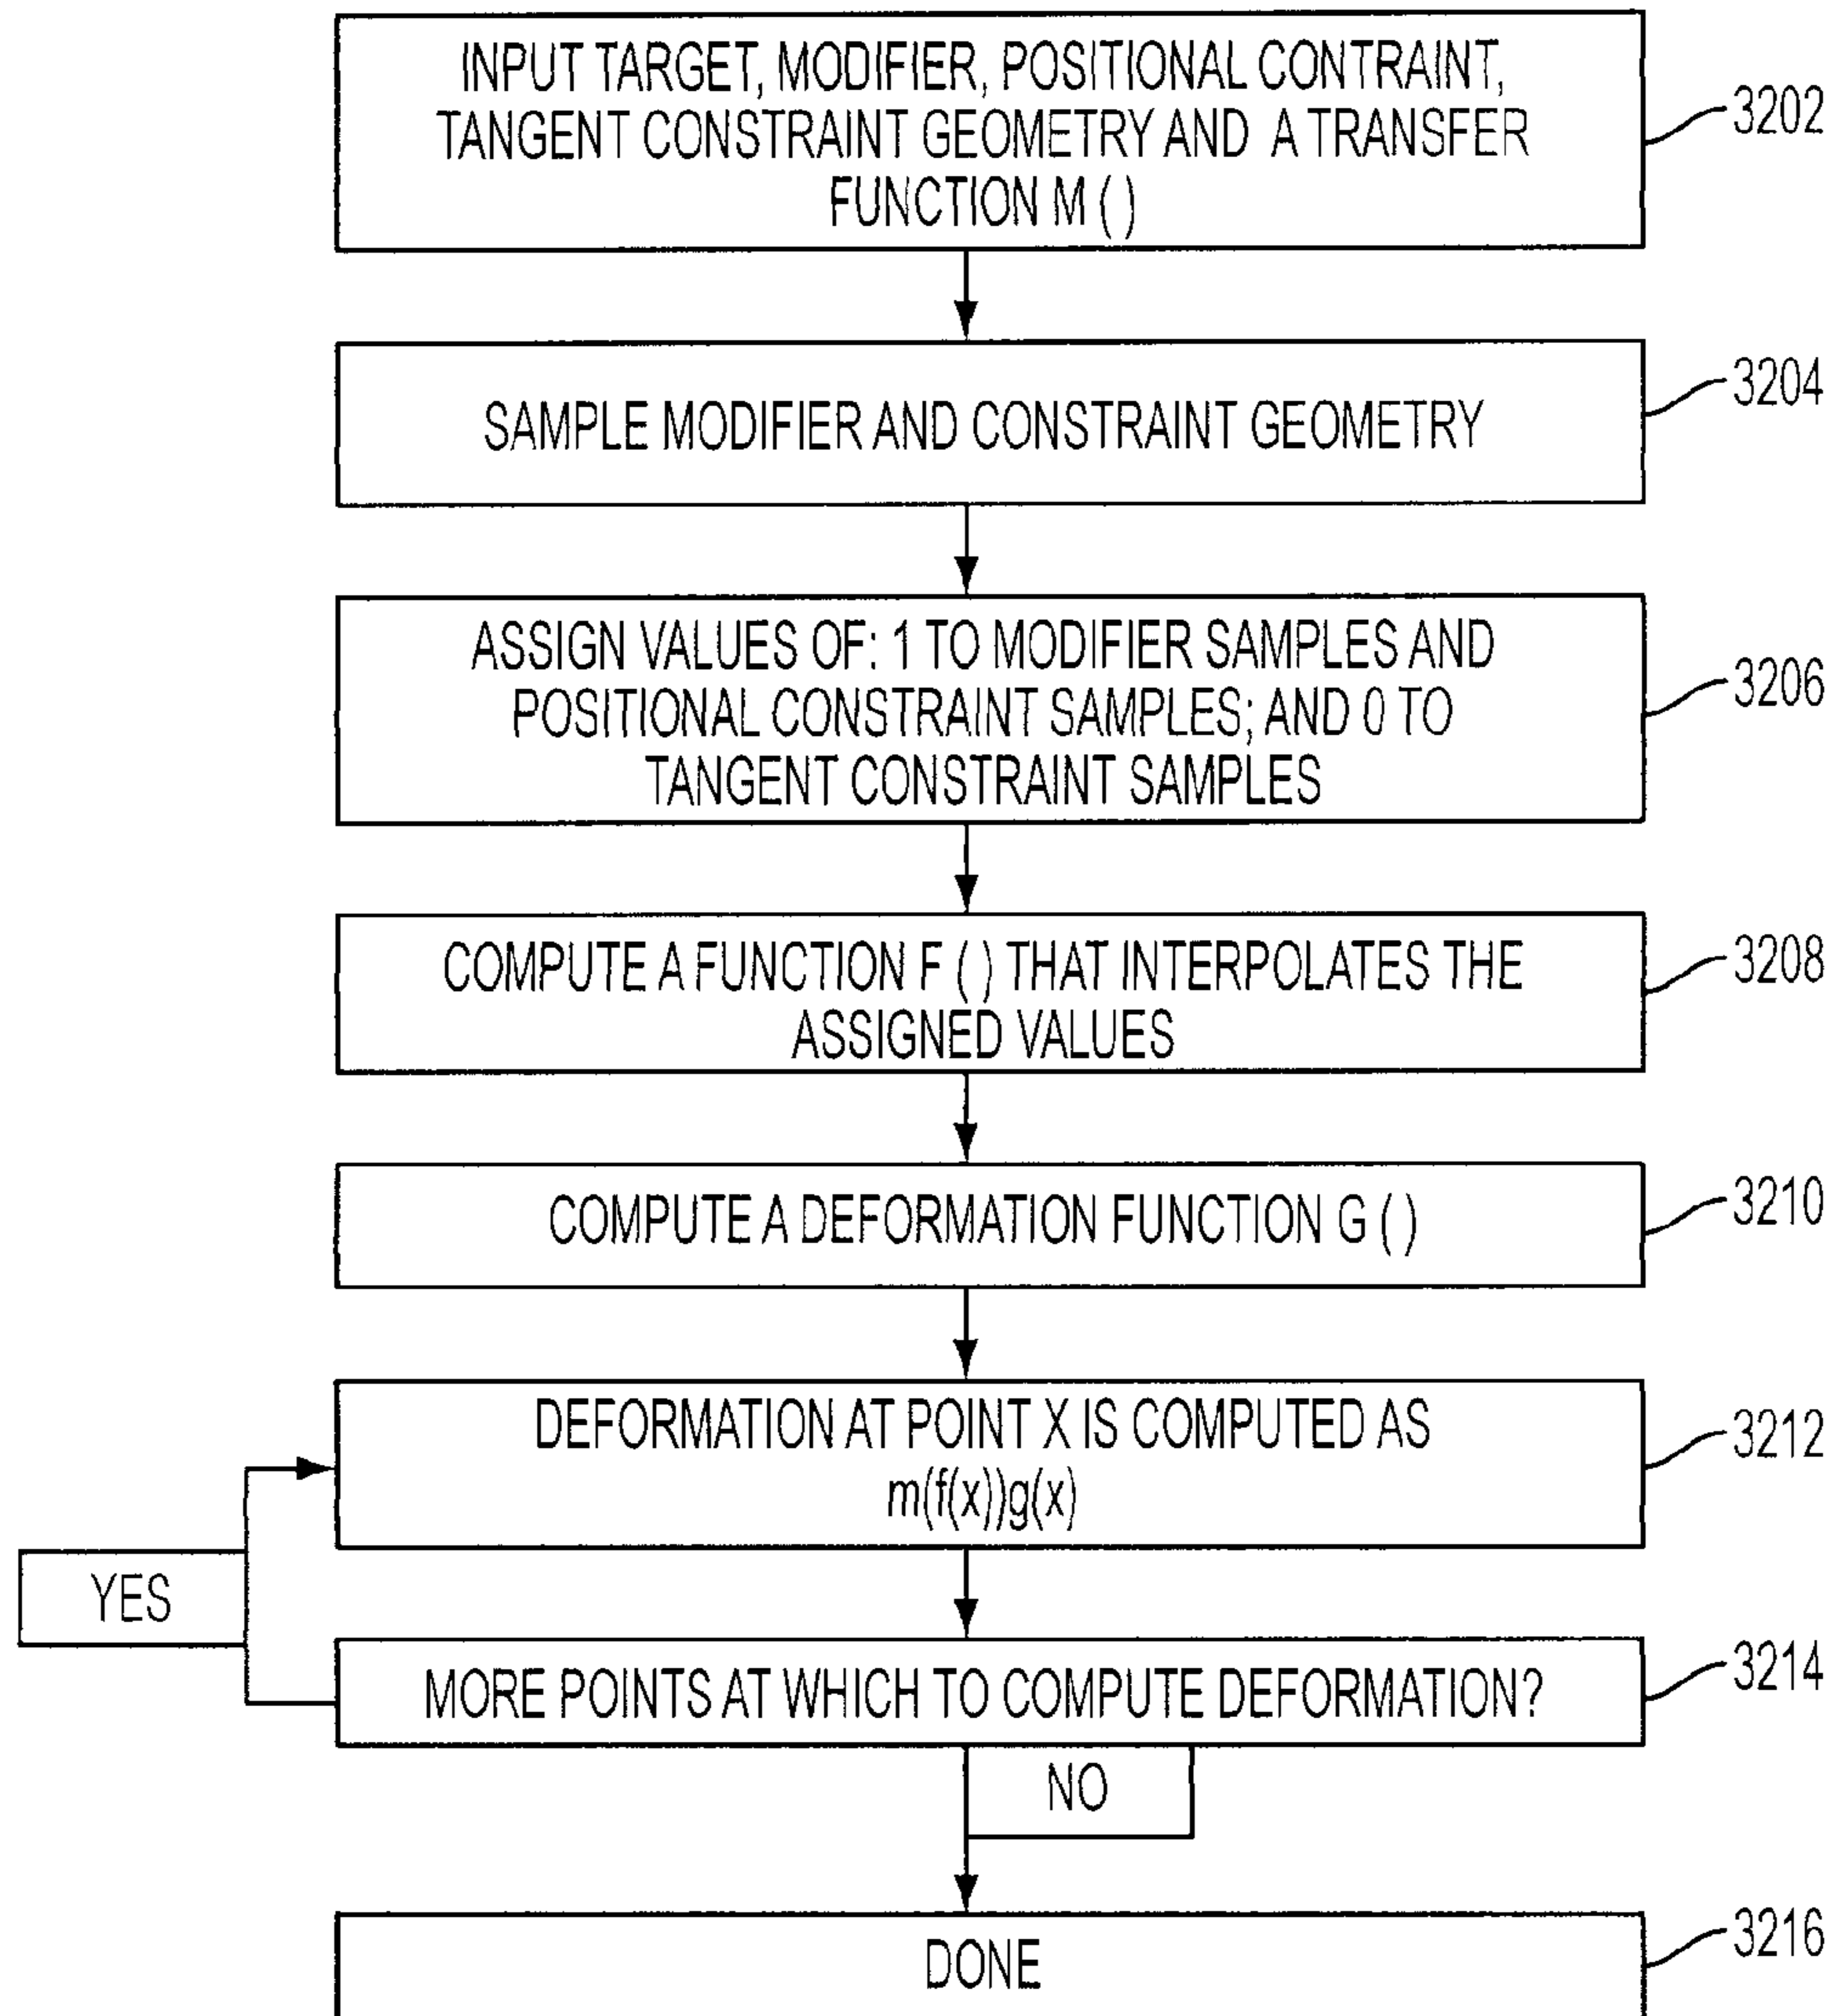 INPUT TARGET, MODIFIER, POSITIONAL CONTRAINT,
TANGENT CONSTRAINT GEOMETRY AND A TRANSFER
FUNCTION M ( )
3202
SAMPLE MODIFIER AND CONSTRAINT GEOMETRY
3204
ASSIGN VALUES OF: 1 TO MODIFIER SAMPLES AND
POSITIONAL CONSTRAINT SAMPLES; AND 0 TO
TANGENT CONSTRAINT SAMPLES
3206
COMPUTE A FUNCTION F ( ) THAT INTERPOLATES THE
ASSIGNED VALUES
3208
COMPUTE A DEFORMATION FUNCTION G ( )
3210
DEFORMATION AT POINT X IS COMPUTED AS
m(f(x))g(x)
3212
YES
MORE POINTS AT WHICH TO COMPUTE DEFORMATION?
3214
NO
DONE
3216